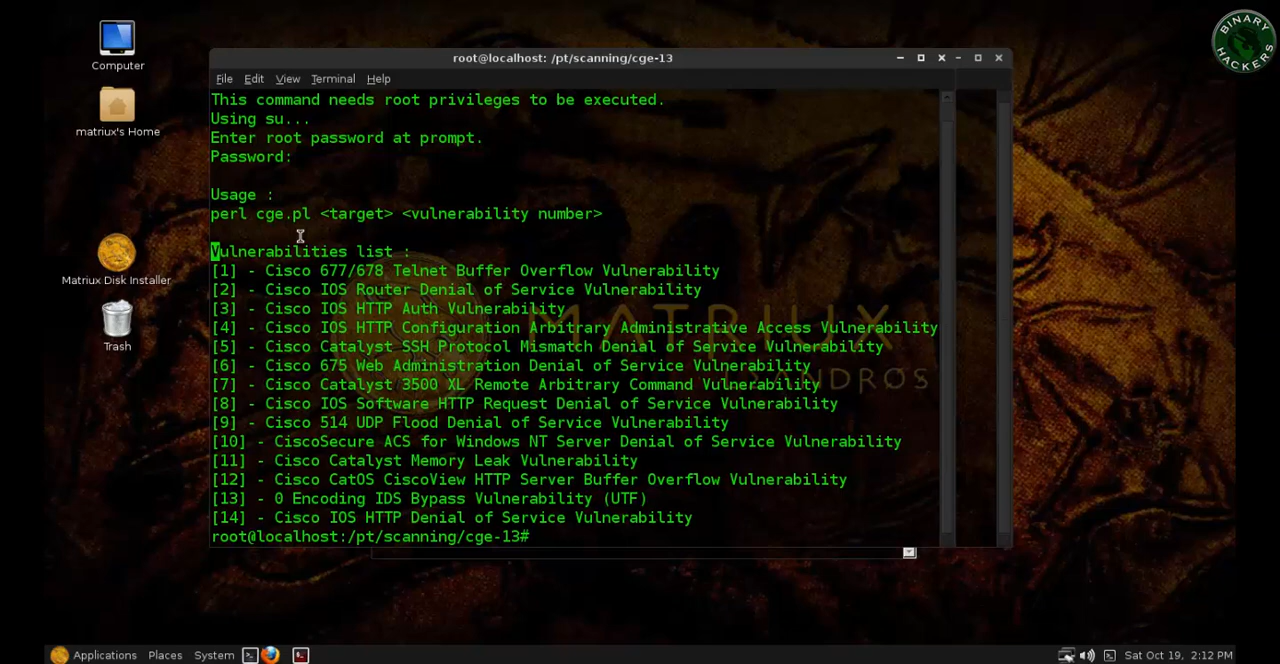 BINARY
HACKERS
Computer
matriux's Home
Matriux Disk Installer
Trash
root@localhost: /pt/scanning/cge-13
File Edit View Terminal Help
This command needs root privileges to be executed.
Using su...
Enter root password at prompt.
Password:
Usage :
perl cge.pl <target> <vulnerability number>
Vulnerabilities list :
[1] - Cisco 677/678 Telnet Buffer Overflow Vulnerability
[2] - Cisco IOS Router Denial of Service Vulnerability
[3] - Cisco IOS HTTP Auth Vulnerability
[4] - Cisco IOS HTTP Configuration Arbitrary Administrative Access Vulnerability
[5] - Cisco Catalyst SSH Protocol Mismatch Denial of Service Vulnerability
[6] - Cisco 675 Web Administration Denial of Service Vulnerability
[7] - Cisco Catalyst 3500 XL Remote Arbitrary Command Vulnerability
[8] - Cisco IOS Software HTTP Request Denial of Service Vulnerability
[9] - Cisco 514 UDP Flood Denial of Service Vulnerability
[10] - CiscoSecure ACS for Windows NT Server Denial of Service Vulnerability
[11] - Cisco Catalyst Memory Leak Vulnerability
[12] - Cisco CatOS CiscoView HTTP Server Buffer Overflow Vulnerability
[13] - 0 Encoding IDS Bypass Vulnerability (UTF)
[14] - Cisco IOS HTTP Denial of Service Vulnerability
root@localhost:/pt/scanning/cge-13#
MATRIUX
Applications Places System
Sat Oct 19, 2:12 PM